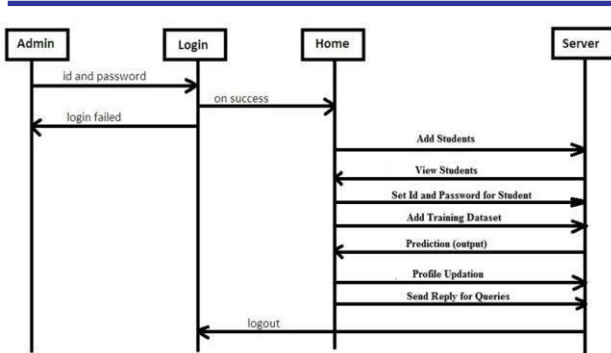 Admin
Login
Home
Server
id and password
on success
login failed
Add Students
View Students
Set Id and Password for Student
Add Training Dataset
Prediction (output)
Profile Updation
Send Reply for Queries
logout